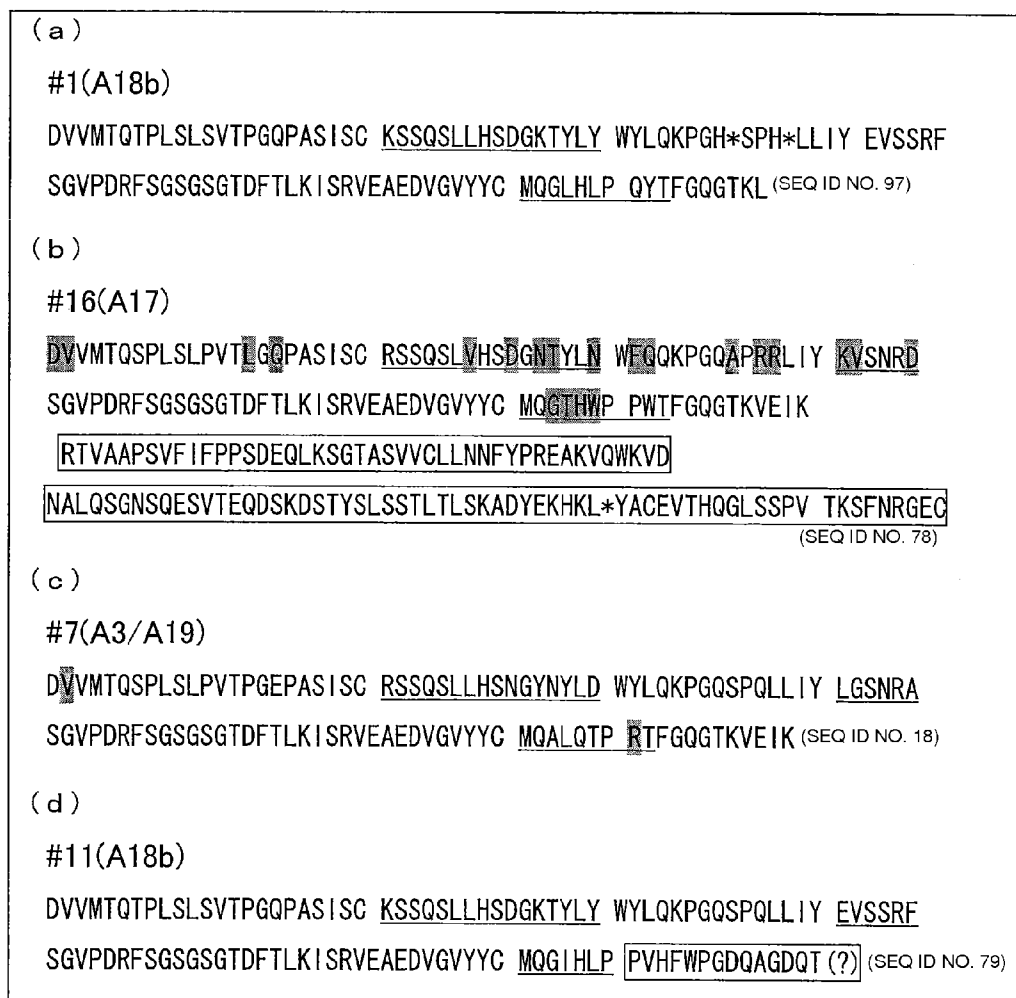 (a)
#1(A18b)
DVVMTQTPLSLSVTPGQPASISC KSSQSLLHSDGKTYLY WYLQKPGH*SPH*LLIY EVSSRF
SGVPDRFSGSGSGTDFTLKISRVEAEDVGVYYC MQGLHLP QYTFGQGTKL (SEQ ID NO. 97)
(b)
#16(A17)
DVVMTQSPLSLPVTLGQPASISC RSSQSLVHSDGNTYLN WFQQKPGQAPRRLIY KVSNRD
SGVPDRFSGSGSGTDFTLKISRVEAEDVGVYYC MQGTHWP PWTFGQGTKVEIK
RTVAAPSVFIFPPSDEQLKSGTASVVCLLNNFYPREAKVQWKVD
NALQSGNSQESVTEQDSKDSTYSLSSTLTLSKADYEKHKL*YACEVTHQGLSSPV TKSFNRGEC
(SEQ ID NO. 78)
(c)
#7(A3/A19)
DVVMTQSPLSLPVTPGEPASISC RSSQSLLHSNGYNYLD WYLQKPGQSPQLLIY LGSNRA
SGVPDRFSGSGSGTDFTLKISRVEAEDVGVYYC MQALQTP RTFGQGTKVEIK (SEQ ID NO. 18)
(d)
#11(A18b)
DVVMTQTPLSLSVTPGQPASISC KSSQSLLHSDGKTYLY WYLQKPGQSPQLLIY EVSSRF
SGVPDRFSGSGSGTDFTLKISRVEAEDVGVYYC MQGIHLP PVHFWPGDQAGDQT(?) (SEQ ID NO. 79)